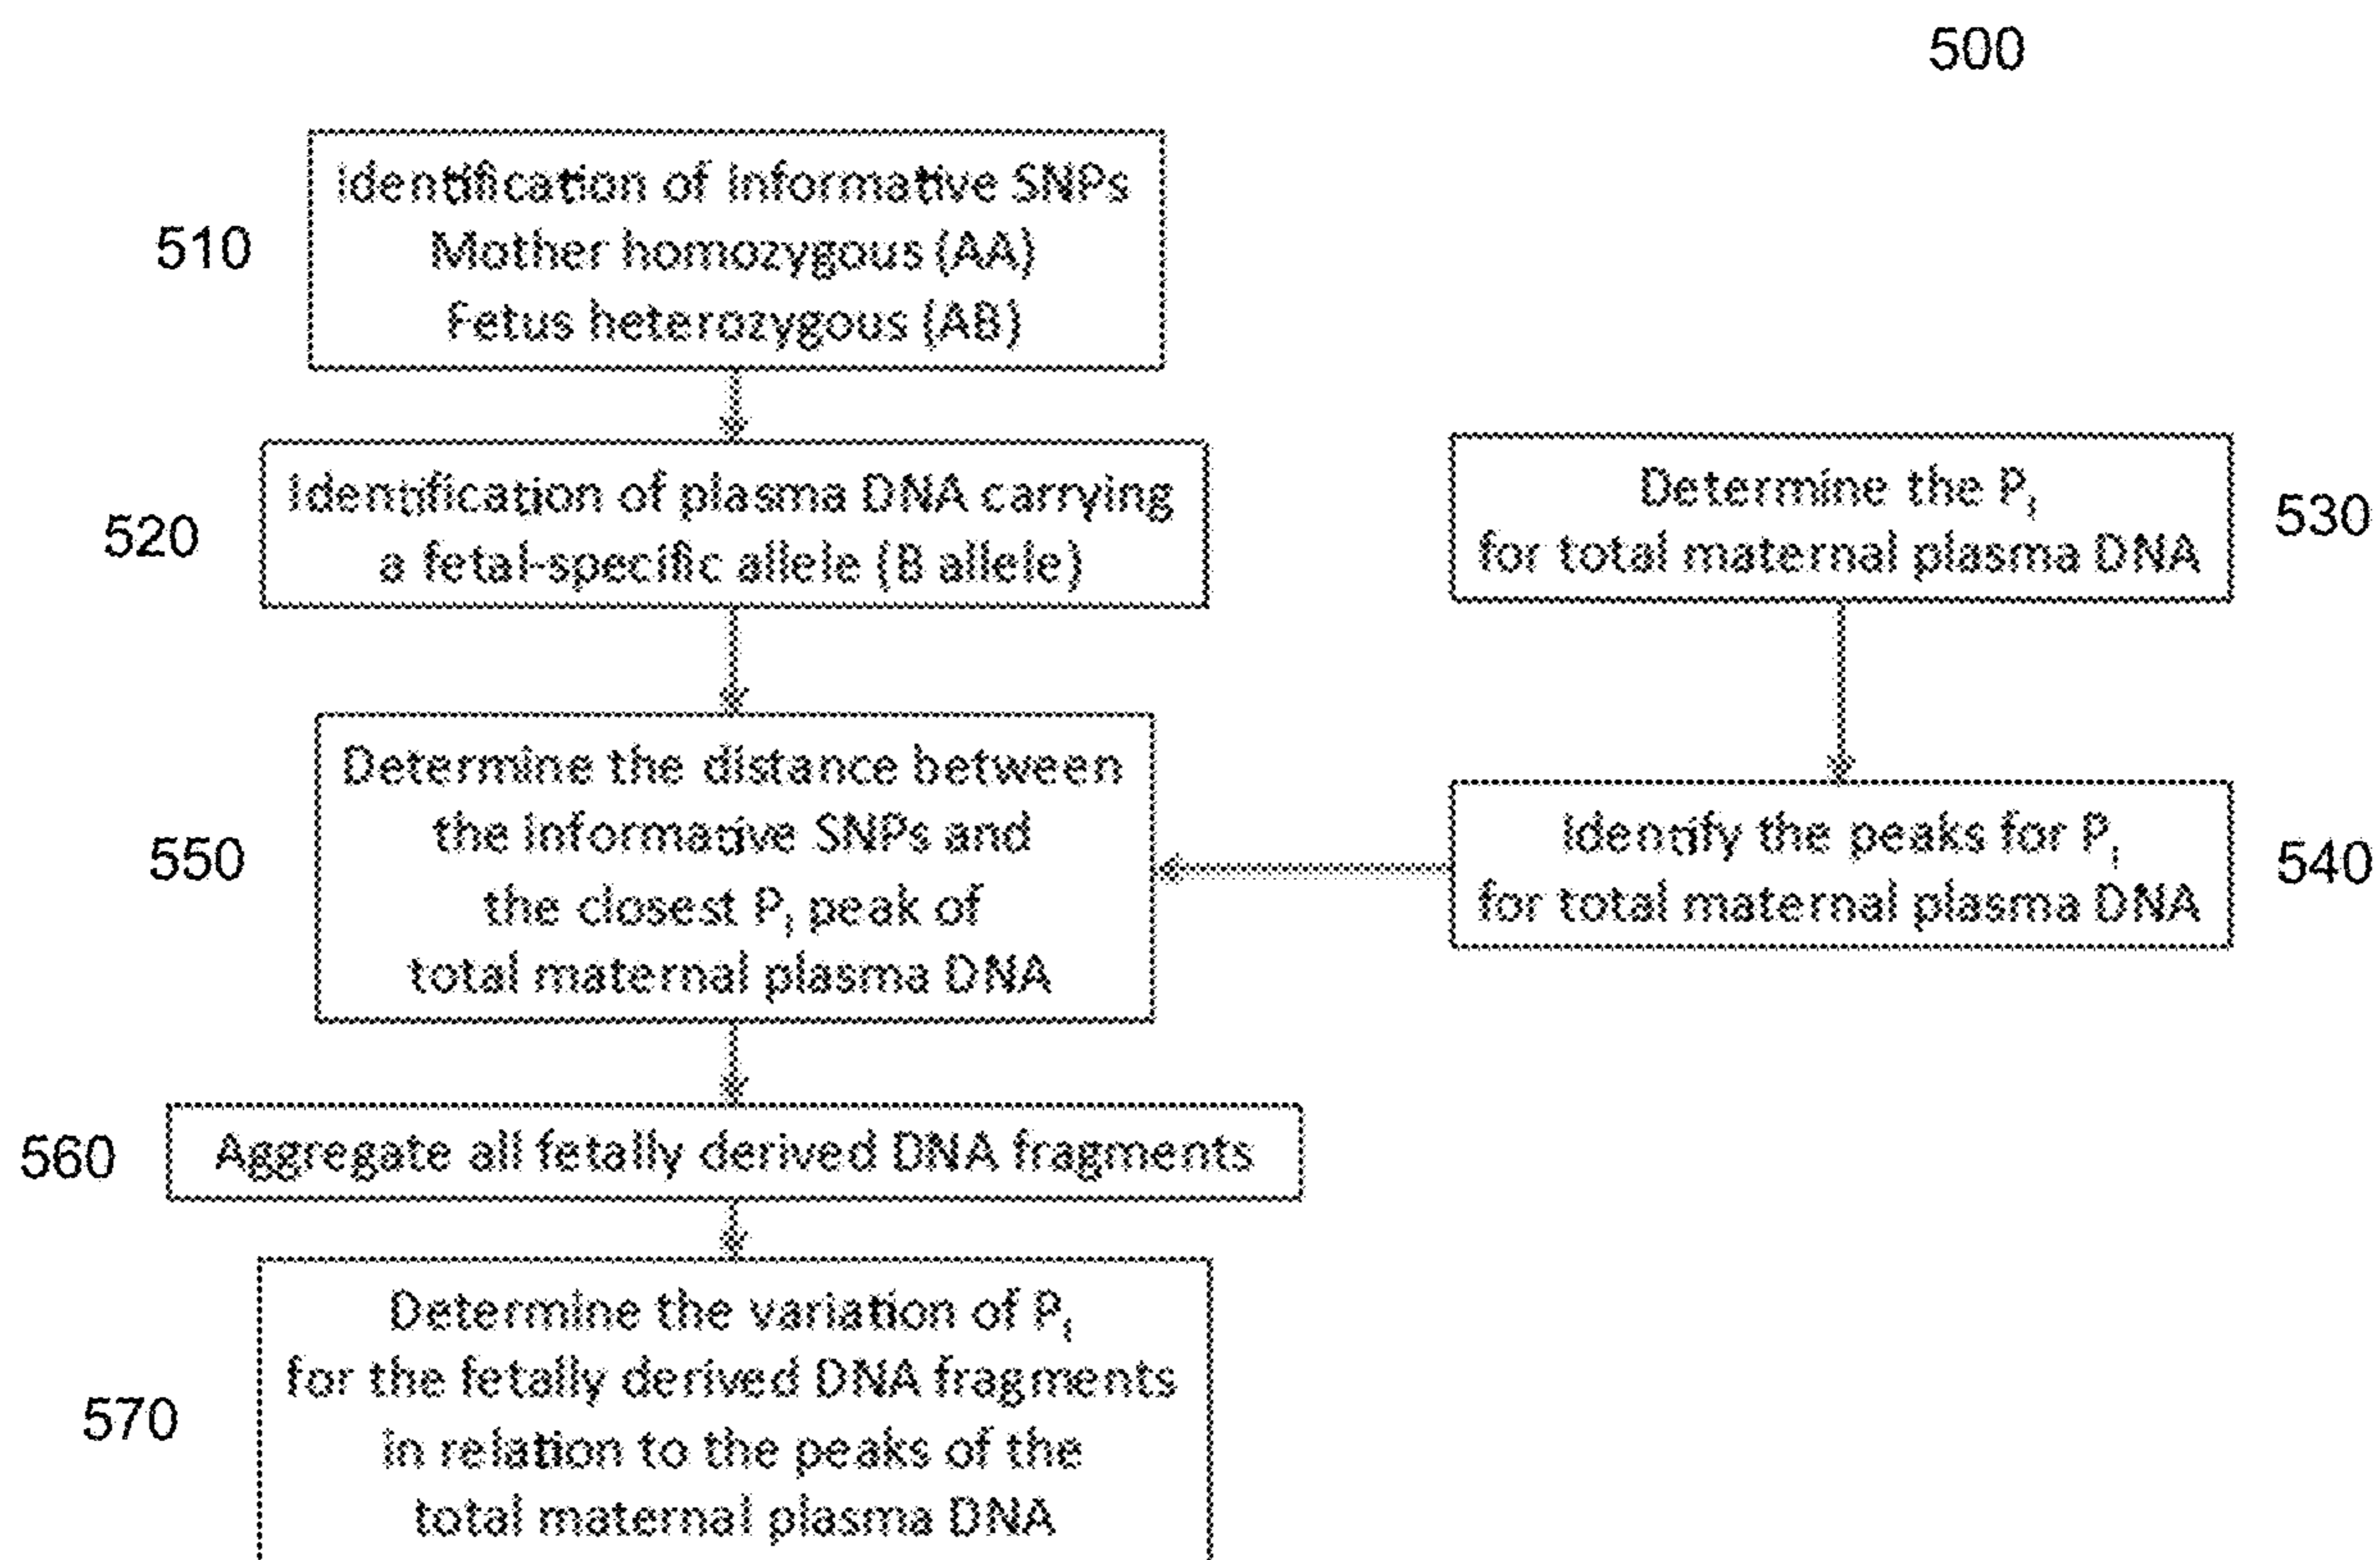 500
510
Identification of Informative SNPs
Mother homozygous (AA)
Fetus heterozygous (AB)
520
Identification of plasma DNA carrying
a fetal-specific allele (B allele)
Determine the Pᵢ
for total maternal plasma DNA
530
550
Determine the distance between
the informative SNPs and
the closest Pᵢ peak of
total maternal plasma DNA
Identify the peaks for Pᵢ
for total maternal plasma DNA
540
560
Aggregate all fetally derived DNA fragments
570
Determine the variation of Pᵢ
for the fetally derived DNA fragments
in relation to the peaks of the
total maternal plasma DNA